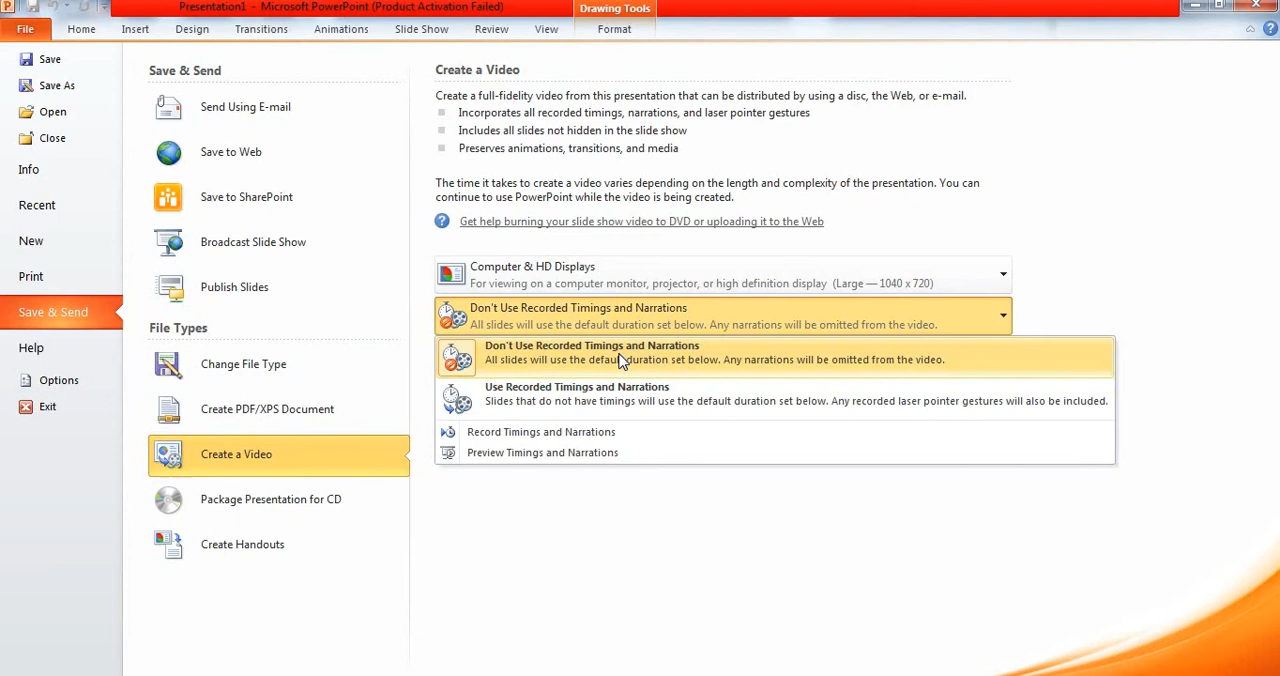 Presentation1 - Microsoft PowerPoint (Product Activation Failed)
Drawing Tools
File Home Insert Design Transitions Animations Slide Show Review View Format
Save
Save As
Open
Close
Info
Recent
New
Print
Save & Send
Help
Options
Exit
Save & Send
Send Using E-mail
Save to Web
Save to SharePoint
Broadcast Slide Show
Publish Slides
File Types
Change File Type
Create PDF/XPS Document
Create a Video
Package Presentation for CD
Create Handouts
Create a Video
Create a full-fidelity video from this presentation that can be distributed by using a disc, the Web, or e-mail.
Incorporates all recorded timings, narrations, and laser pointer gestures
Includes all slides not hidden in the slide show
Preserves animations, transitions, and media
The time it takes to create a video varies depending on the length and complexity of the presentation. You can
continue to use PowerPoint while the video is being created.
Get help burning your slide show video to DVD or uploading it to the Web
Computer & HD Displays
For viewing on a computer monitor, projector, or high definition display (Large — 1040 x 720)
Don't Use Recorded Timings and Narrations
All slides will use the default duration set below. Any narrations will be omitted from the video.
Don't Use Recorded Timings and Narrations
All slides will use the default duration set below. Any narrations will be omitted from the video.
Use Recorded Timings and Narrations
Slides that do not have timings will use the default duration set below. Any recorded laser pointer gestures will also be included.
Record Timings and Narrations
Preview Timings and Narrations